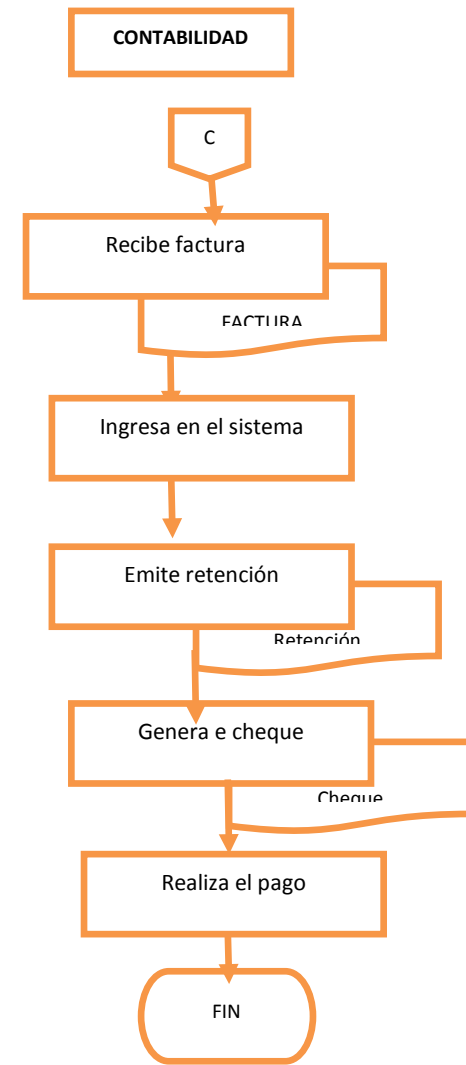 CONTABILIDAD
C
Recibe factura
FACTURA
Ingresa en el sistema
Emite retención
Retención
Genera e cheque
Cheque
Realiza el pago
FIN